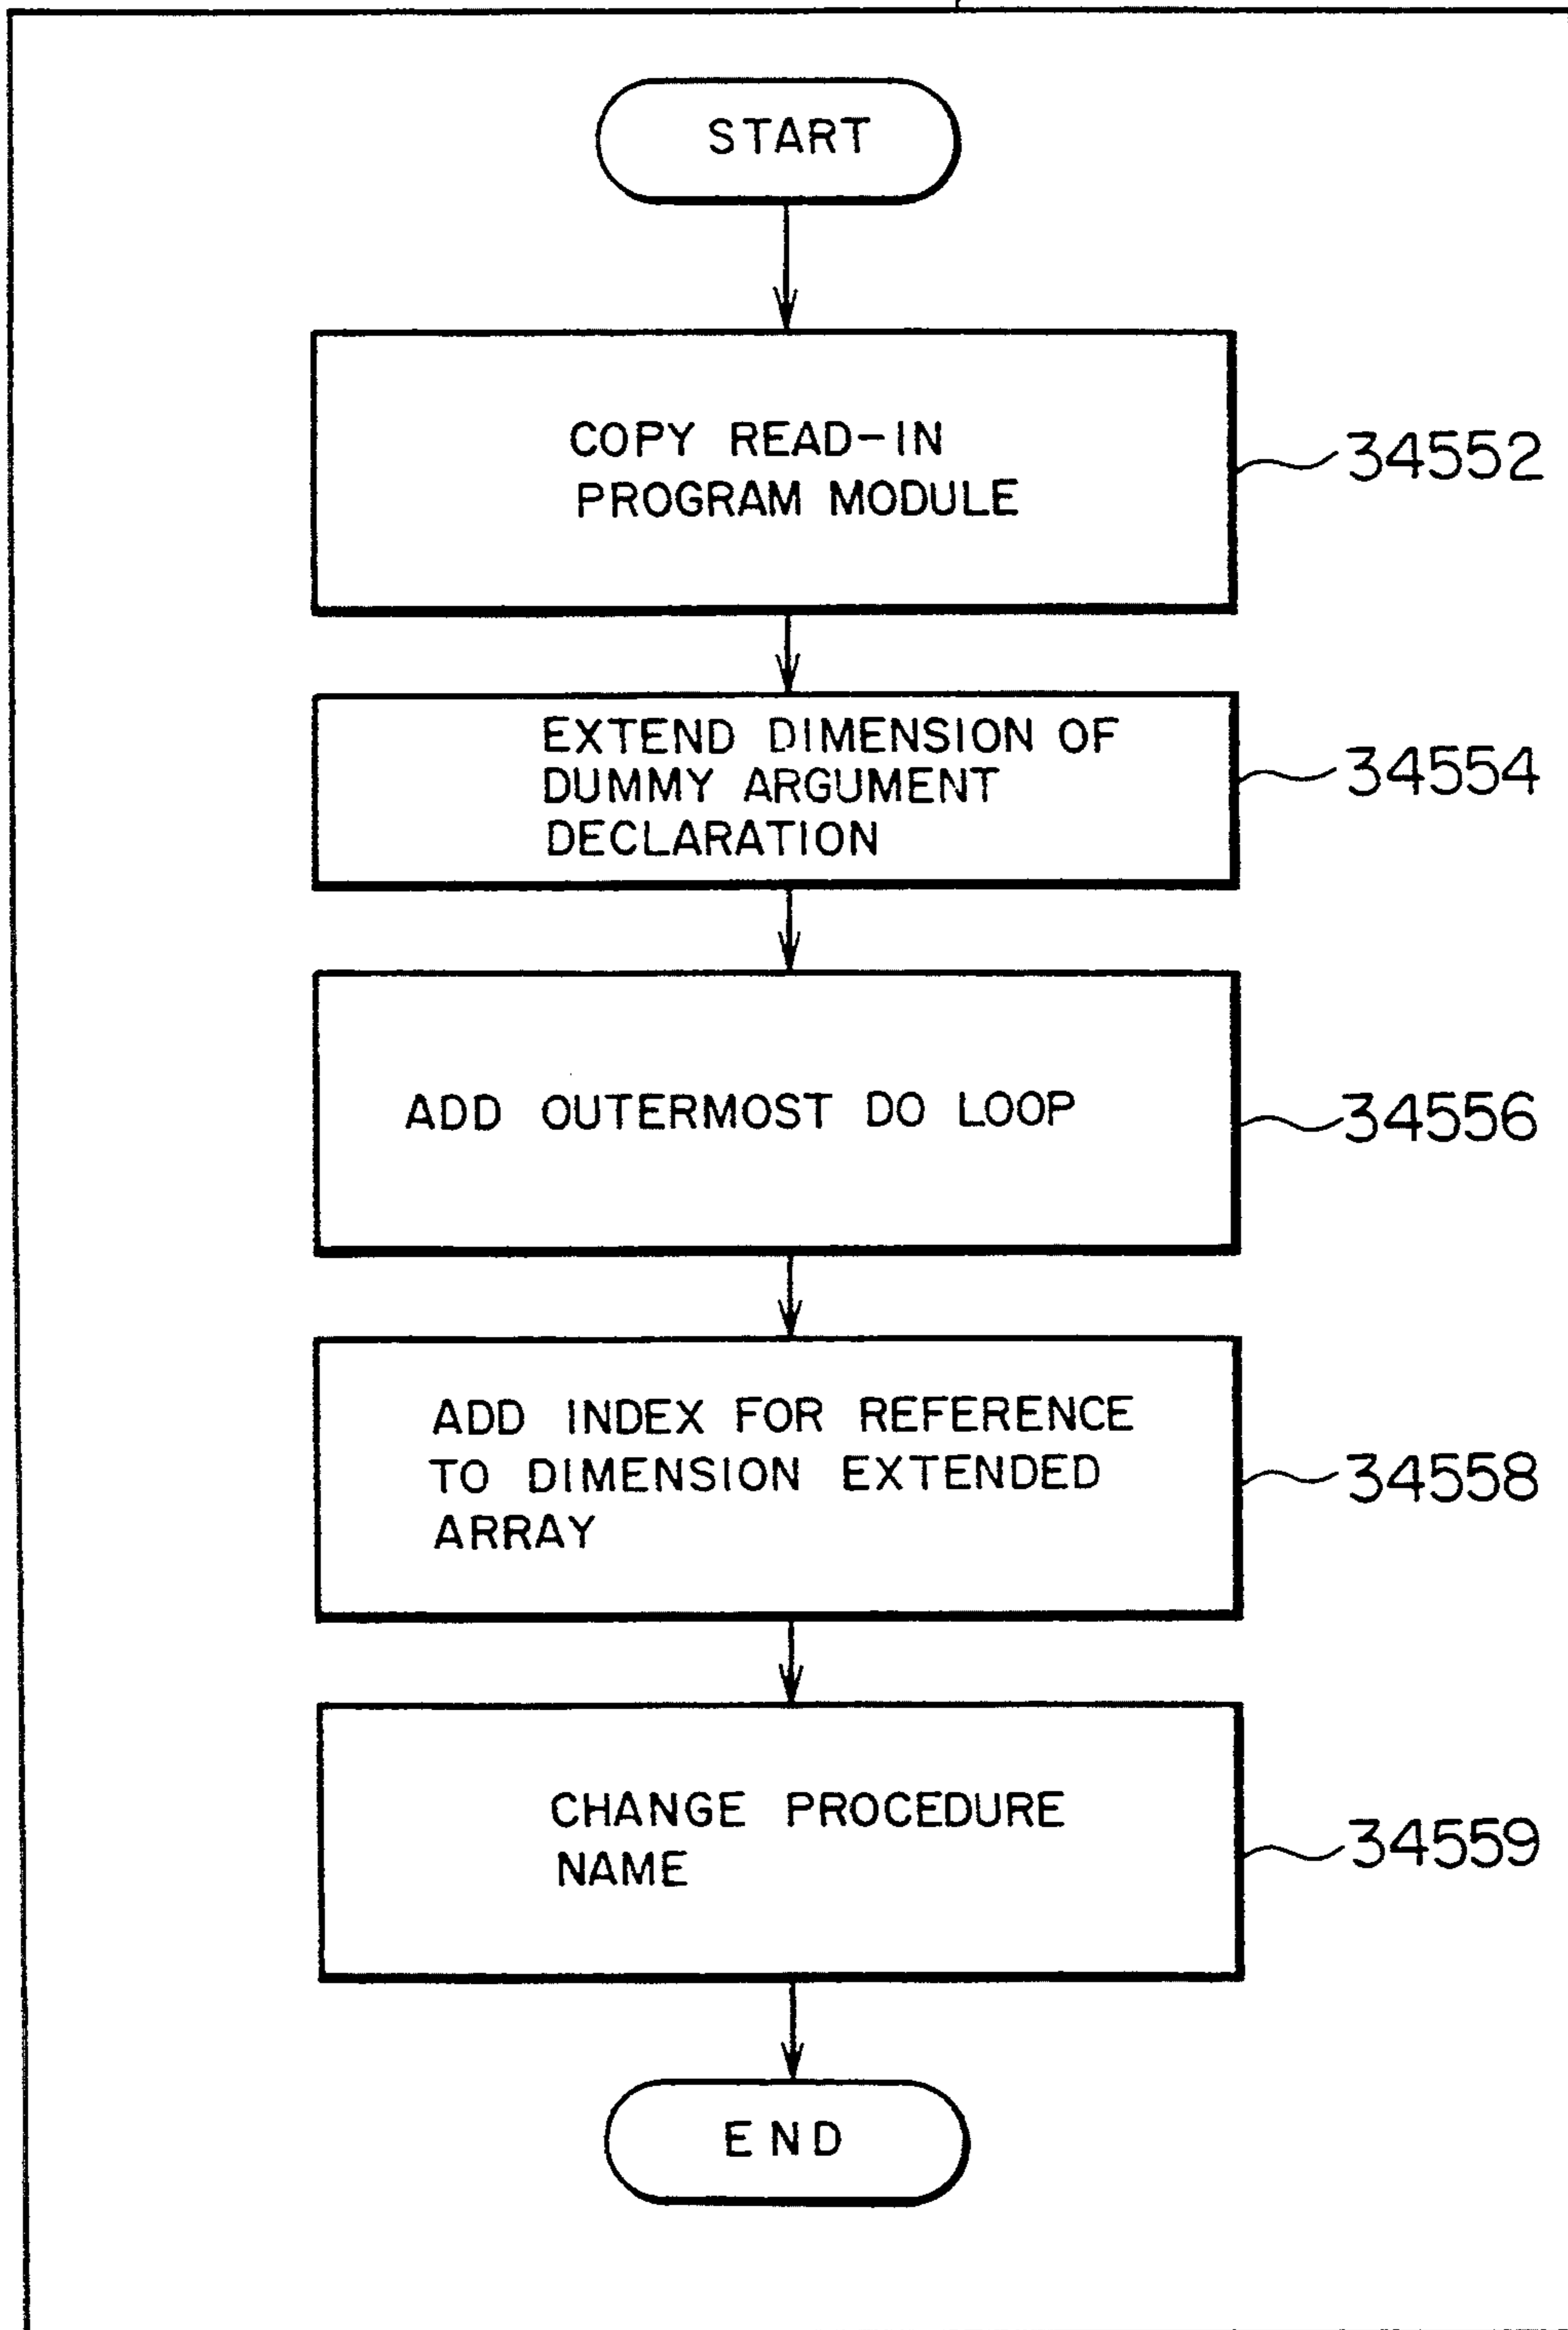 START
COPY READ-IN
PROGRAM MODULE
34552
EXTEND DIMENSION OF
DUMMY ARGUMENT
DECLARATION
34554
ADD OUTERMOST DO LOOP
34556
ADD INDEX FOR REFERENCE
TO DIMENSION EXTENDED
ARRAY
34558
CHANGE PROCEDURE
NAME
34559
END